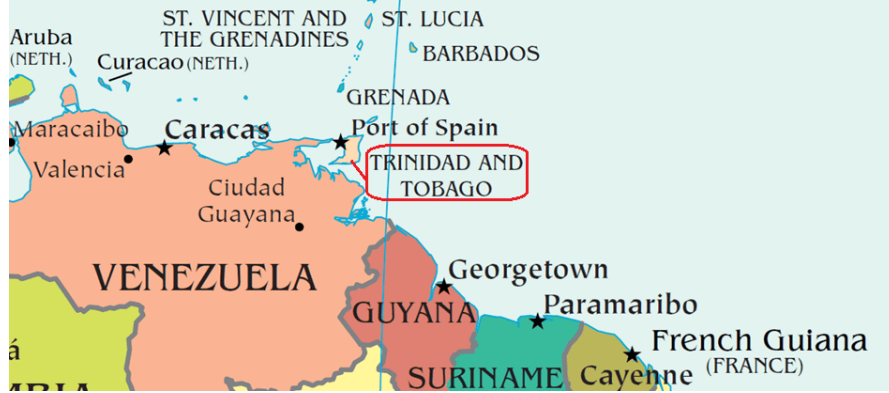 ST. VINCENT AND
THE GRENADINES
ST. LUCIA
Aruba
(NETH.)
Curacao (NETH.)
BARBADOS
GRENADA
Maracaibo
Caracas
Port of Spain
Valencia
TRINIDAD AND
TOBAGO
Ciudad
Guayana
VENEZUELA
Georgetown
GUYANA
Paramaribo
French Guiana
(FRANCE)
á
MBIA
SURINAME
Cayenne